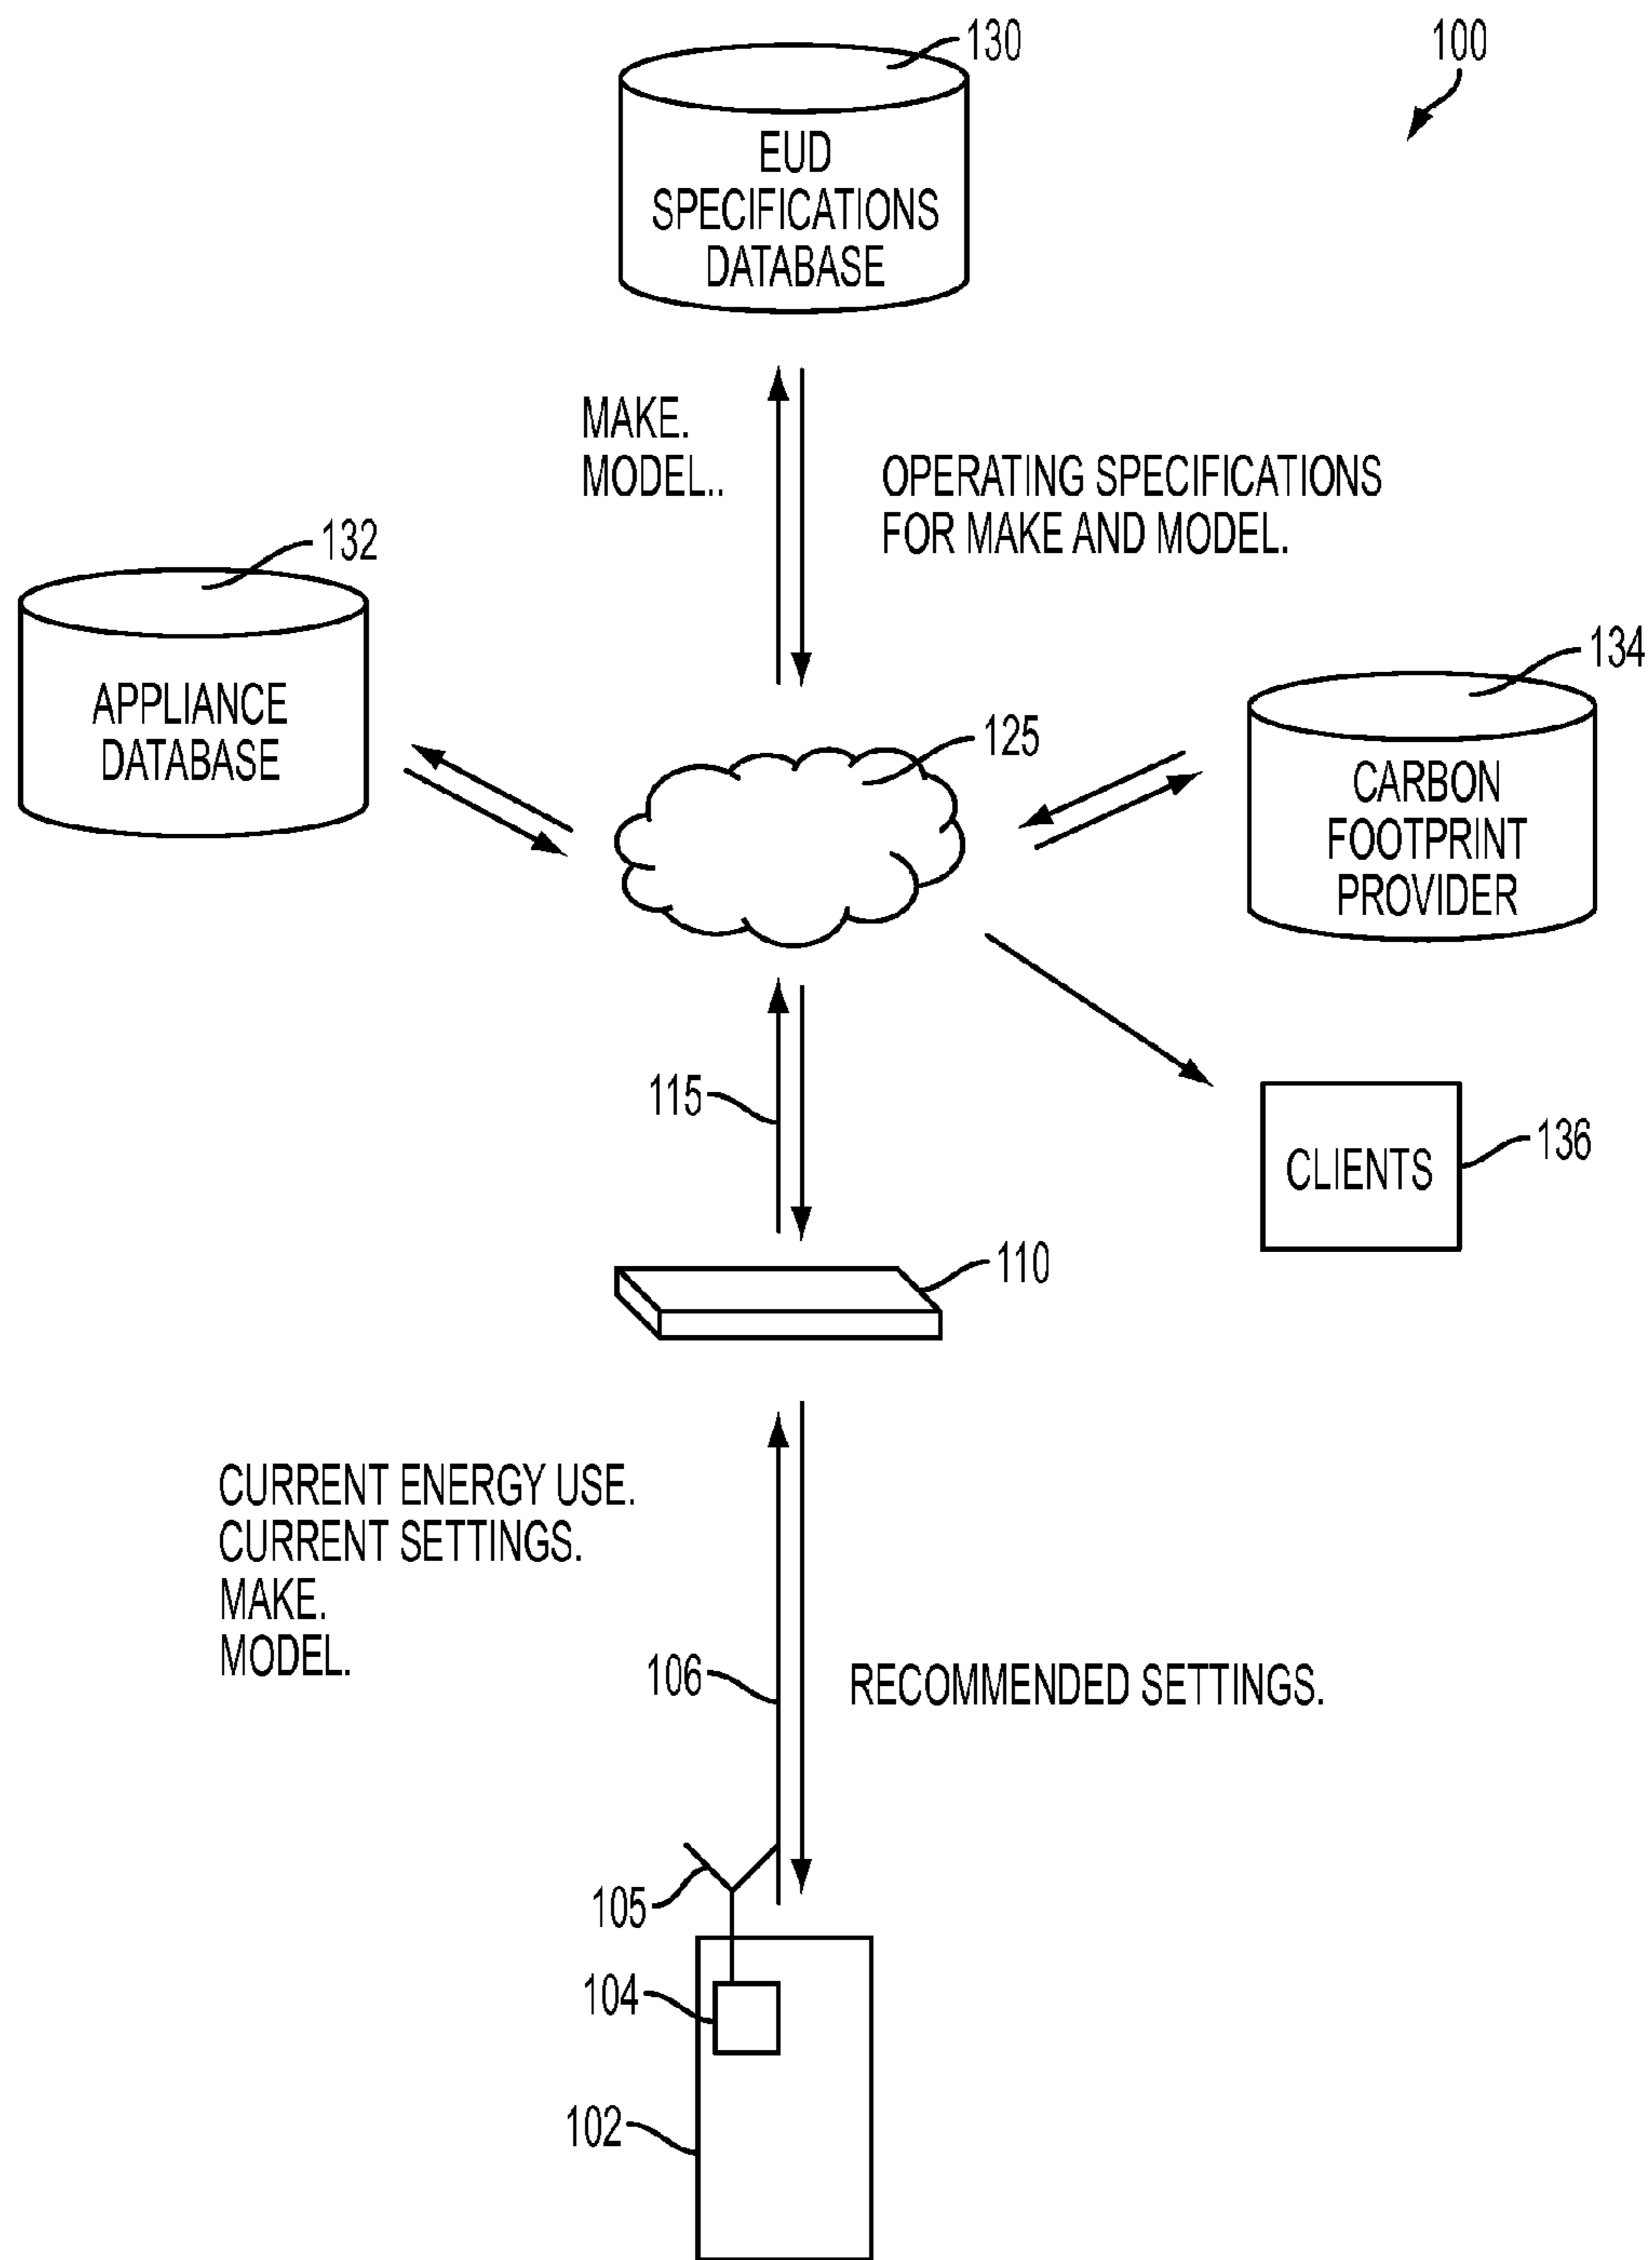 130
100
EUD
SPECIFICATIONS
DATABASE
MAKE.
MODEL..
OPERATING SPECIFICATIONS
FOR MAKE AND MODEL.
132
APPLIANCE
DATABASE
134
CARBON
FOOTPRINT
PROVIDER
125
115
CLIENTS
136
110
CURRENT ENERGY USE.
CURRENT SETTINGS.
MAKE.
MODEL.
106
RECOMMENDED SETTINGS.
105
104
102